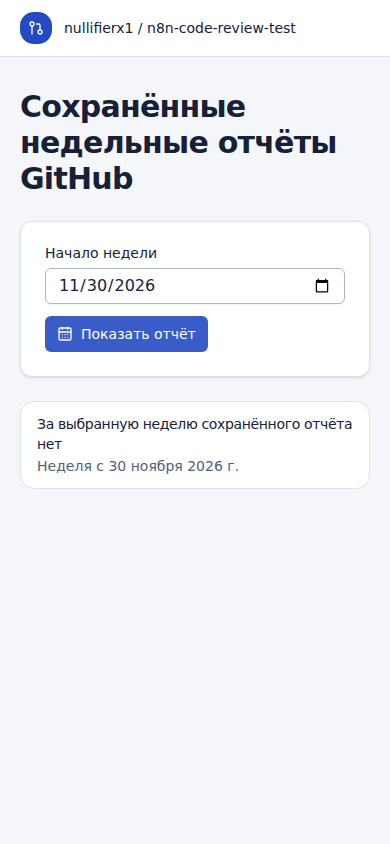 nullifierx1 / n8n-code-review-test
Сохранённые
недельные отчёты
GitHub
Начало недели
11/30/2026
Показать отчёт
За выбранную неделю сохранённого отчёта
нет
Неделя с 30 ноября 2026 г.